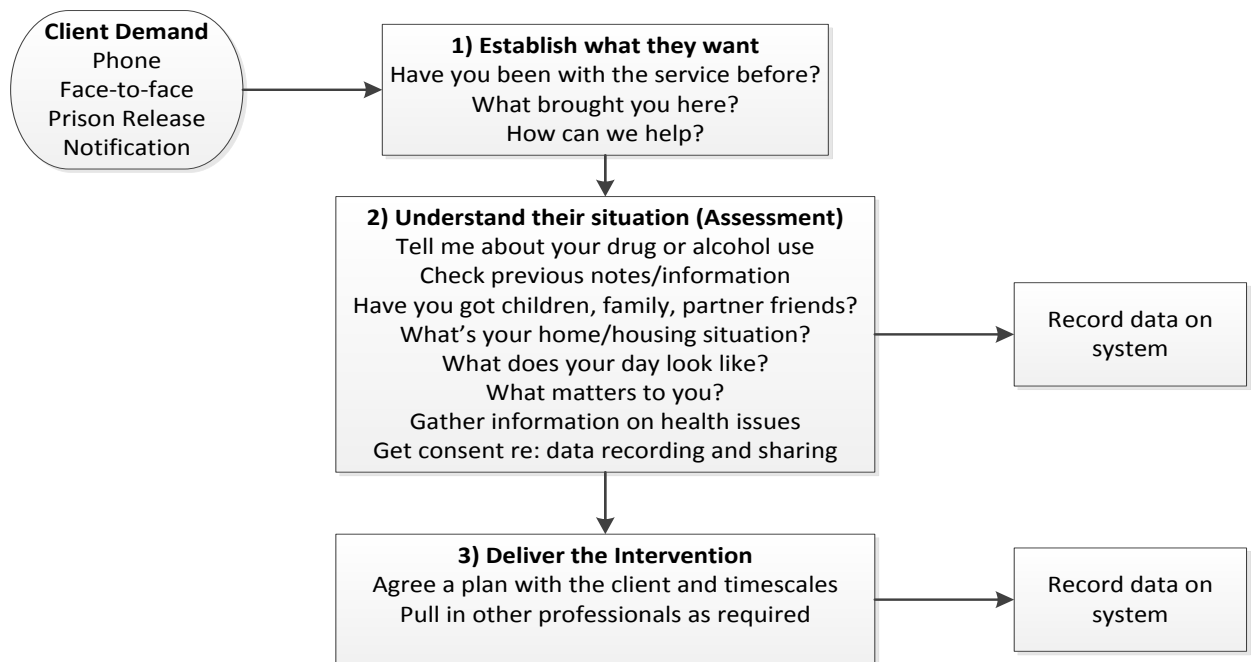 Client Demand
Phone
Face-to-face
Prison Release
Notification
1) Establish what they want
Have you been with the service before?
What brought you here?
How can we help?
2) Understand their situation (Assessment)
Tell me about your drug or alcohol use
Check previous notes/information
Have you got children, family, partner friends?
What’s your home/housing situation?
What does your day look like?
What matters to you?
Gather information on health issues
Get consent re: data recording and sharing
Record data on
system
3) Deliver the Intervention
Agree a plan with the client and timescales
Pull in other professionals as required
Record data on
system